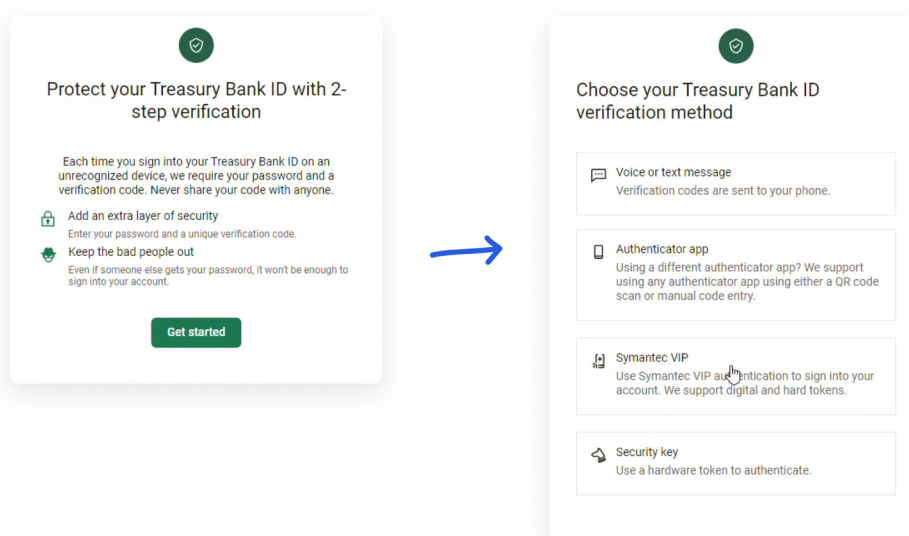 Protect your Treasury Bank ID with 2-
step verification
Each time you sign into your Treasury Bank ID on an
unrecognized device, we require your password and a
verification code. Never share your code with anyone.
Add an extra layer of security
Enter your password and a unique verification code.
Keep the bad people out
Even if someone else gets your password, it won't be enough to
sign into your account.
Get started
Choose your Treasury Bank ID
verification method
Voice or text message
Verification codes are sent to your phone.
Authenticator app
Using a different authenticator app? We support
using any authenticator app using either a QR code
scan or manual code entry.
Symantec VIP
Use Symantec VIP authentication to sign into your
account. We support digital and hard tokens.
Security key
Use a hardware token to authenticate.